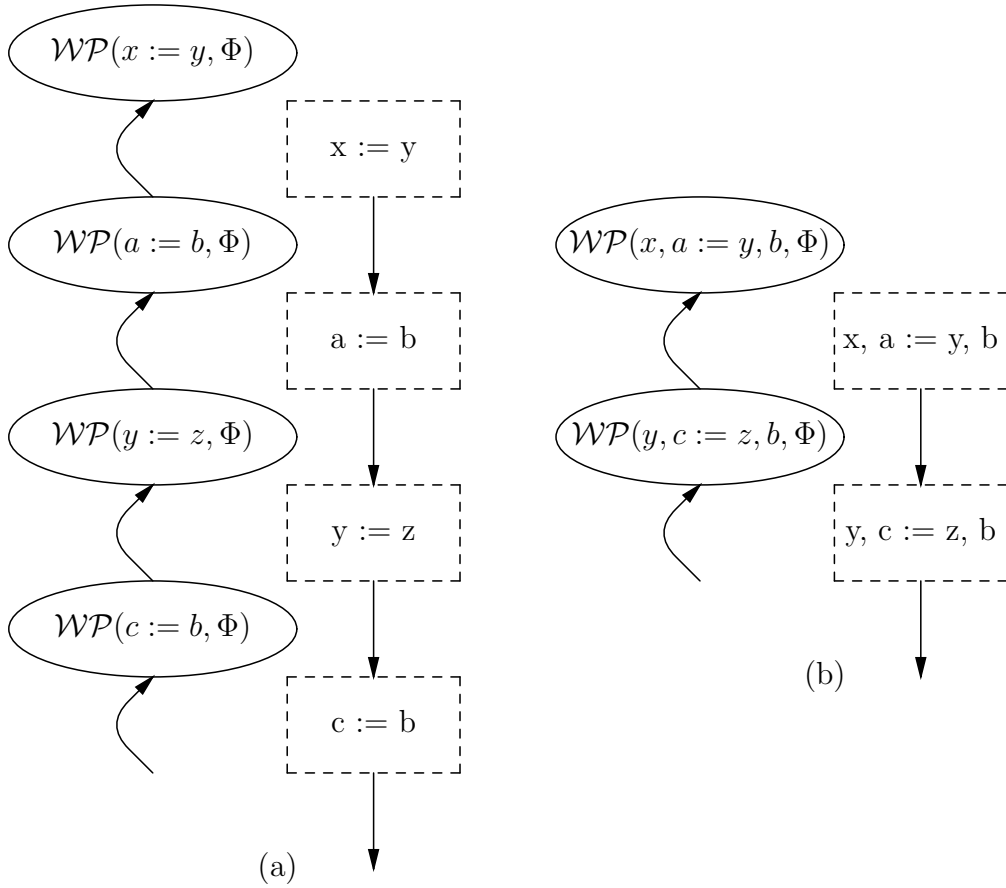 𝒲𝒫(x := y, Φ)
x := y
𝒲𝒫(a := b, Φ)
a := b
𝒲𝒫(y := z, Φ)
y := z
𝒲𝒫(c := b, Φ)
c := b
(a)
𝒲𝒫(x, a := y, b, Φ)
x, a := y, b
𝒲𝒫(y, c := z, b, Φ)
y, c := z, b
(b)